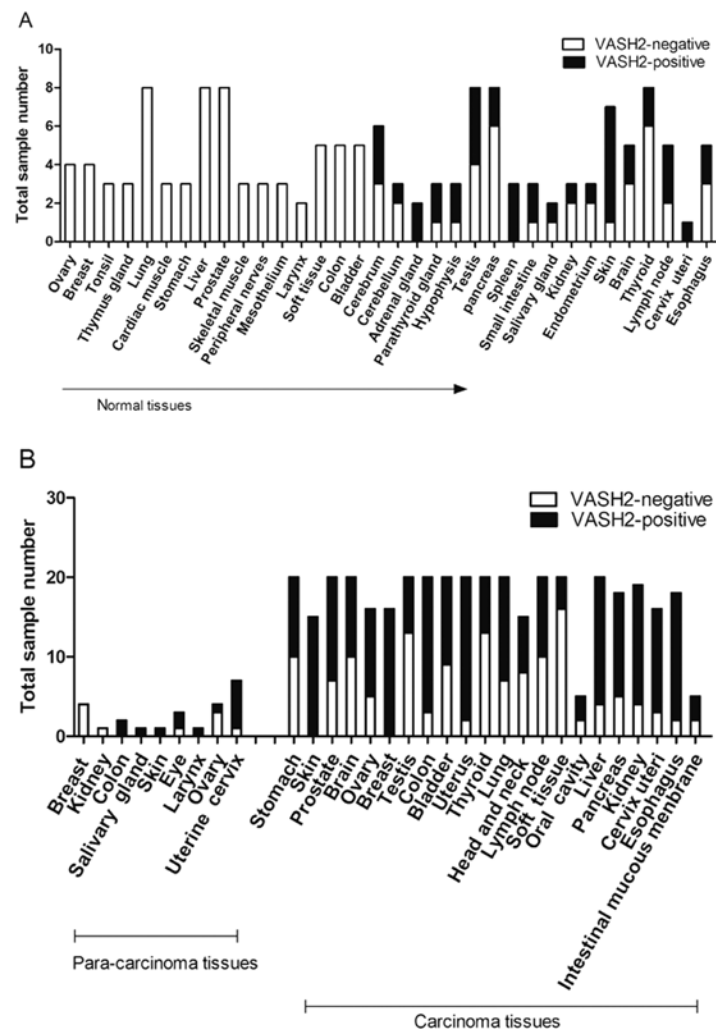 A
VASH2-negative
VASH2-positive
Total sample number
10
8
6
4
2
0
Ovary
Breast
Tonsil
Thymus gland
Lung
Cardiac muscle
Stomach
Liver
Prostate
Skeletal muscle
Peripheral nerves
Mesothelium
Larynx
Soft tissue
Colon
Bladder
Cerebrum
Cerebellum
Adrenal gland
Parathyroid gland
Hypophysis
Testis
pancreas
Spleen
Small intestine
Salivary gland
Kidney
Endometrium
Skin
Brain
Thyroid
Lymph node
Cervix uteri
Esophagus
Normal tissues
B
VASH2-negative
VASH2-positive
Total sample number
30
20
10
0
Breast
Kidney
Colon
Salivary gland
Skin
Eye
Larynx
Ovary
Uterine cervix
Stomach
Skin
Prostate
Brain
Ovary
Breast
Testis
Colon
Bladder
Uterus
Thyroid
Lung
Head and neck
Lymph node
Soft tissue
Oral cavity
Liver
Pancreas
Kidney
Cervix uteri
Esophagus
Intestinal mucous menbrane
Para-carcinoma tissues
Carcinoma tissues